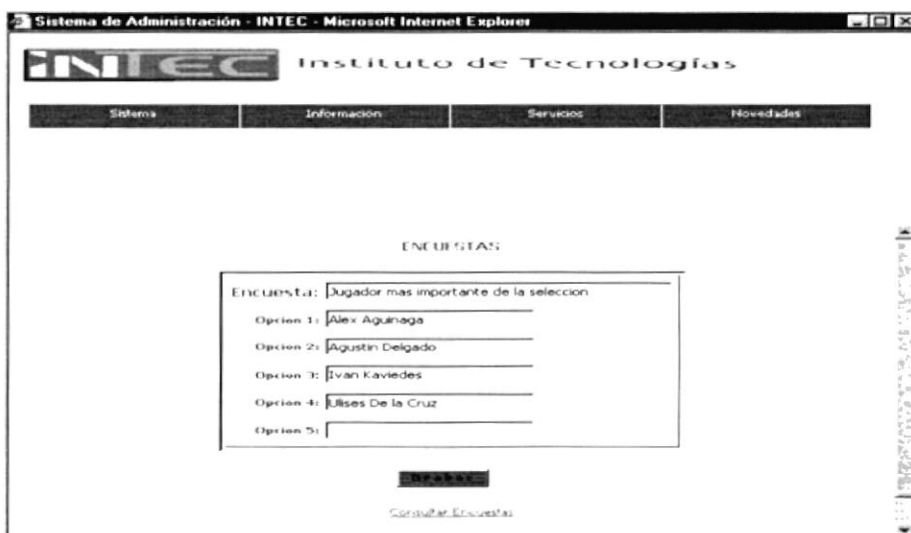 Sistema de Administración - INTEC - Microsoft Internet Explorer
INTEC Instituto de Tecnologías
Sistema Información Servicios Novedades
ENCUESTAS
Encuesta: Jugador mas importante de la seleccion
Opcion 1: Alex Aguinaga
Opcion 2: Agustin Delgado
Opcion 3: Ivan Kaviedes
Opcion 4: Ulises De la Cruz
Opcion 5:
Grabar
Consultar Encuestas